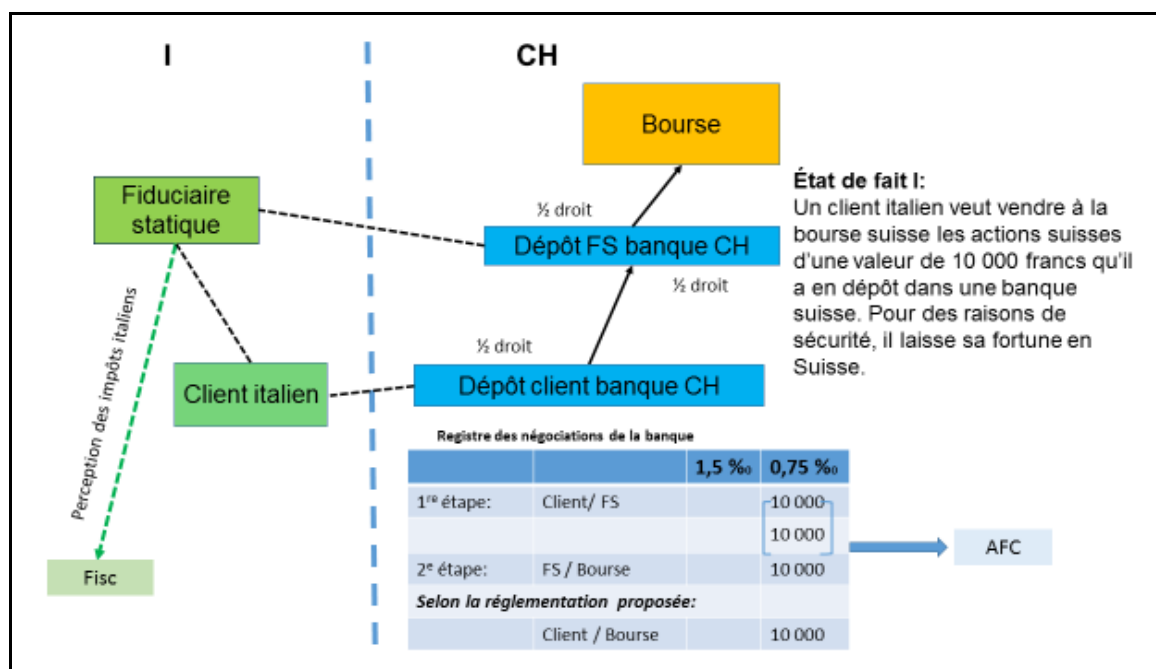 I
CH
Bourse
Fiduciaire
statique
½ droit
Dépôt FS banque CH
½ droit
État de fait I:
Un client italien veut vendre à la
bourse suisse les actions suisses
d'une valeur de 10 000 francs qu'il
a en dépôt dans une banque
suisse. Pour des raisons de
sécurité, il laisse sa fortune en
Suisse.
Perception des impôts italiens
½ droit
Client italien
Dépôt client banque CH
Registre des négociations de la banque
1,5 ‰ 0,75 ‰
1re étape: Client/ FS 10 000
10 000
AFC
2e étape: FS / Bourse 10 000
Selon la réglementation proposée:
Client / Bourse 10 000
Fisc